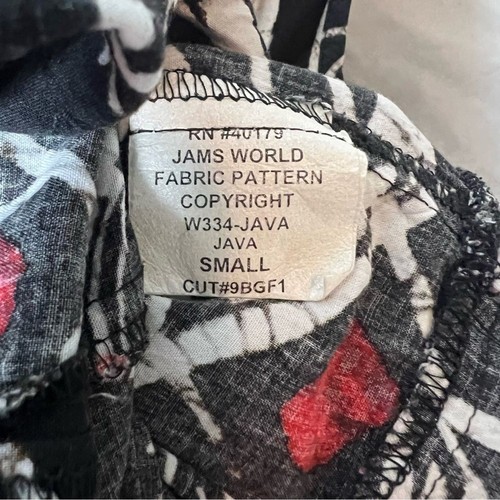 RN #40179
JAMS WORLD
FABRIC PATTERN
COPYRIGHT
W334-JAVA
JAVA
SMALL
CUT#9BGF1